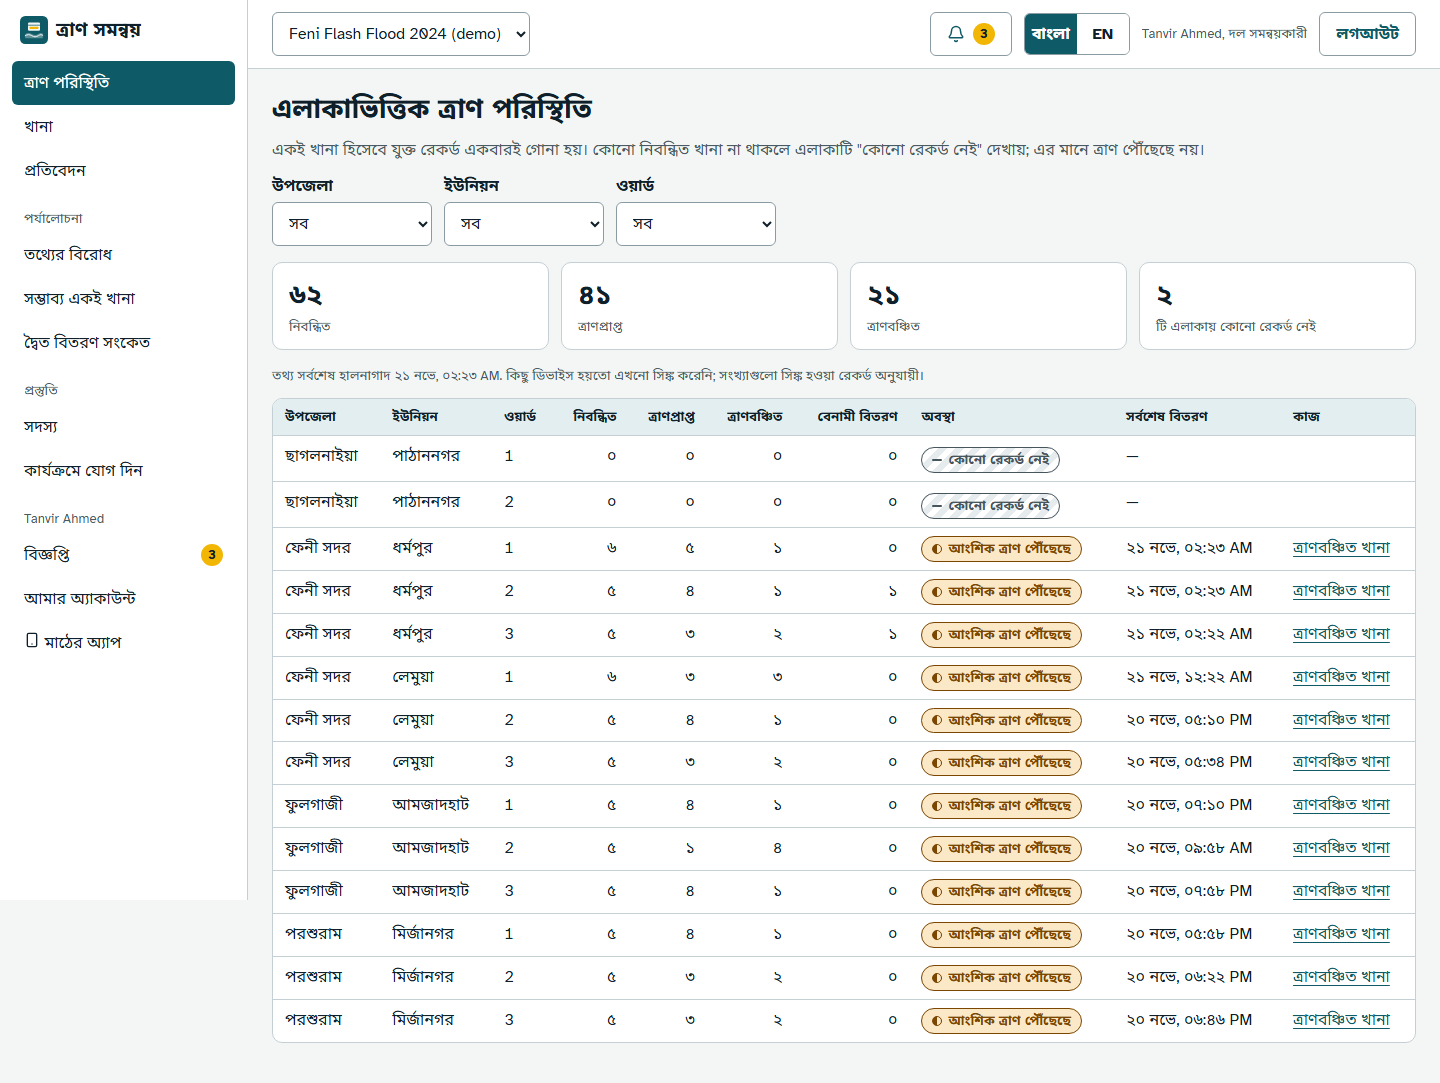 ত্রাণ সমন্বয়
ত্রাণ পরিস্থিতি
খানা
প্রতিবেদন
পর্যালোচনা
তথ্যের বিরোধ
সম্ভাব্য একই খানা
দ্বৈত বিতরণ সংকেত
প্রস্তুতি
সদস্য
কার্যক্রমে যোগ দিন
Tanvir Ahmed
বিজ্ঞপ্তি 3
আমার অ্যাকাউন্ট
মাঠের অ্যাপ
Feni Flash Flood 2024 (demo) 3 বাংলা EN Tanvir Ahmed, দল সমন্বয়কারী লগআউট
এলাকাভিত্তিক ত্রাণ পরিস্থিতি
একই খানা হিসেবে যুক্ত রেকর্ড একবারই গোনা হয়। কোনো নিবন্ধিত খানা না থাকলে এলাকাটি "কোনো রেকর্ড নেই" দেখায়; এর মানে ত্রাণ পৌঁছেছে নয়।
উপজেলা ইউনিয়ন ওয়ার্ড
সব সব সব
৬২ ৪১ ২১ ২
নিবন্ধিত ত্রাণপ্রাপ্ত ত্রাণবঞ্চিত টি এলাকায় কোনো রেকর্ড নেই
তথ্য সর্বশেষ হালনাগাদ ২১ নভে, ০২:২৩ AM. কিছু ডিভাইস হয়তো এখনো সিঙ্ক করেনি; সংখ্যাগুলো সিঙ্ক হওয়া রেকর্ড অনুযায়ী।
উপজেলা ইউনিয়ন ওয়ার্ড নিবন্ধিত ত্রাণপ্রাপ্ত ত্রাণবঞ্চিত বেনামী বিতরণ অবস্থা সর্বশেষ বিতরণ কাজ
ছাগলনাইয়া পাঠাননগর 1 ০ ০ ০ ০ — কোনো রেকর্ড নেই —
ছাগলনাইয়া পাঠাননগর 2 ০ ০ ০ ০ — কোনো রেকর্ড নেই —
ফেনী সদর ধর্মপুর 1 ৬ ৫ ১ ০ আংশিক ত্রাণ পৌঁছেছে ২১ নভে, ০২:২৩ AM ত্রাণবঞ্চিত খানা
ফেনী সদর ধর্মপুর 2 ৫ ৪ ১ ১ আংশিক ত্রাণ পৌঁছেছে ২১ নভে, ০২:২৩ AM ত্রাণবঞ্চিত খানা
ফেনী সদর ধর্মপুর 3 ৫ ৩ ২ ১ আংশিক ত্রাণ পৌঁছেছে ২১ নভে, ০২:২২ AM ত্রাণবঞ্চিত খানা
ফেনী সদর লেমুয়া 1 ৬ ৩ ৩ ০ আংশিক ত্রাণ পৌঁছেছে ২১ নভে, ১২:২২ AM ত্রাণবঞ্চিত খানা
ফেনী সদর লেমুয়া 2 ৫ ৪ ১ ০ আংশিক ত্রাণ পৌঁছেছে ২০ নভে, ০৫:১০ PM ত্রাণবঞ্চিত খানা
ফেনী সদর লেমুয়া 3 ৫ ৩ ২ ০ আংশিক ত্রাণ পৌঁছেছে ২০ নভে, ০৫:৩৪ PM ত্রাণবঞ্চিত খানা
ফুলগাজী আমজাদহাট 1 ৫ ৪ ১ ০ আংশিক ত্রাণ পৌঁছেছে ২০ নভে, ০৭:১০ PM ত্রাণবঞ্চিত খানা
ফুলগাজী আমজাদহাট 2 ৫ ১ ৪ ০ আংশিক ত্রাণ পৌঁছেছে ২০ নভে, ০৯:৫৮ AM ত্রাণবঞ্চিত খানা
ফুলগাজী আমজাদহাট 3 ৫ ৪ ১ ০ আংশিক ত্রাণ পৌঁছেছে ২০ নভে, ০৭:৫৮ PM ত্রাণবঞ্চিত খানা
পরশুরাম মির্জানগর 1 ৫ ৪ ১ ০ আংশিক ত্রাণ পৌঁছেছে ২০ নভে, ০৫:৫৮ PM ত্রাণবঞ্চিত খানা
পরশুরাম মির্জানগর 2 ৫ ৩ ২ ০ আংশিক ত্রাণ পৌঁছেছে ২০ নভে, ০৬:২২ PM ত্রাণবঞ্চিত খানা
পরশুরাম মির্জানগর 3 ৫ ৩ ২ ০ আংশিক ত্রাণ পৌঁছেছে ২০ নভে, ০৬:৪৬ PM ত্রাণবঞ্চিত খানা